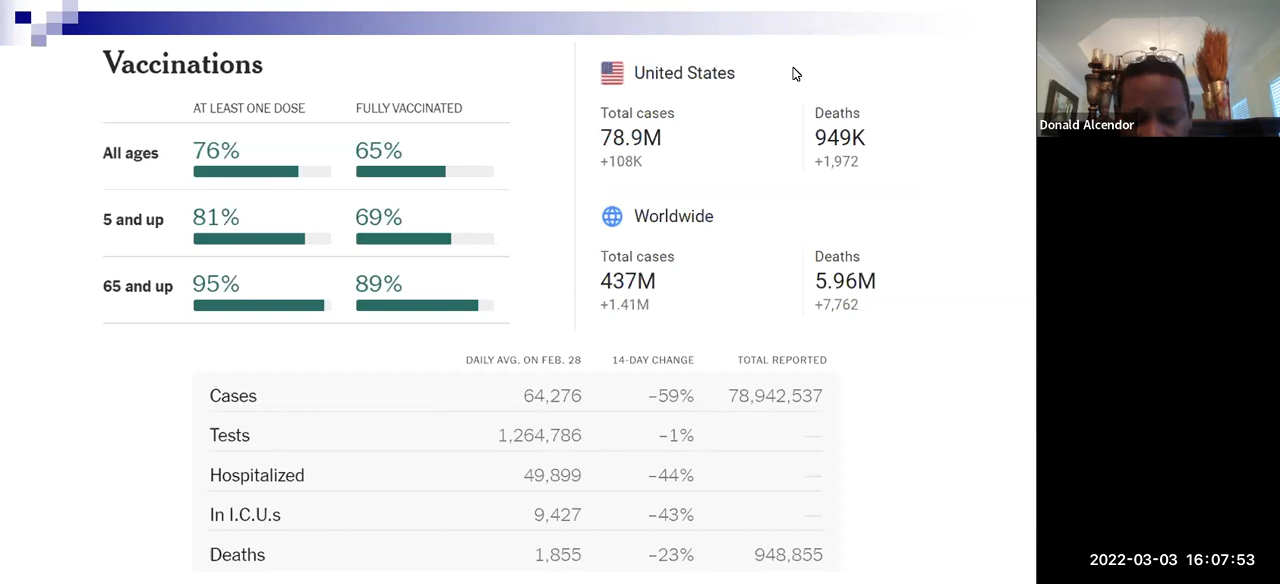 Vaccinations
AT LEAST ONE DOSE FULLY VACCINATED
All ages 76% 65%
5 and up 81% 69%
65 and up 95% 89%
United States
Total cases Deaths
78.9M 949K
+108K +1,972
Worldwide
Total cases Deaths
437M 5.96M
+1.41M +7,762
DAILY AVG. ON FEB. 28 14-DAY CHANGE TOTAL REPORTED
Cases 64,276 –59% 78,942,537
Tests 1,264,786 –1% —
Hospitalized 49,899 –44% —
In I.C.U.s 9,427 –43% —
Deaths 1,855 –23% 948,855
Donald Alcendor
2022-03-03 16:07:53